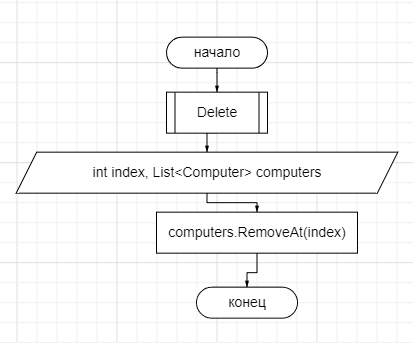 начало
Delete
int index, List<Computer> computers
computers.RemoveAt(index)
конец